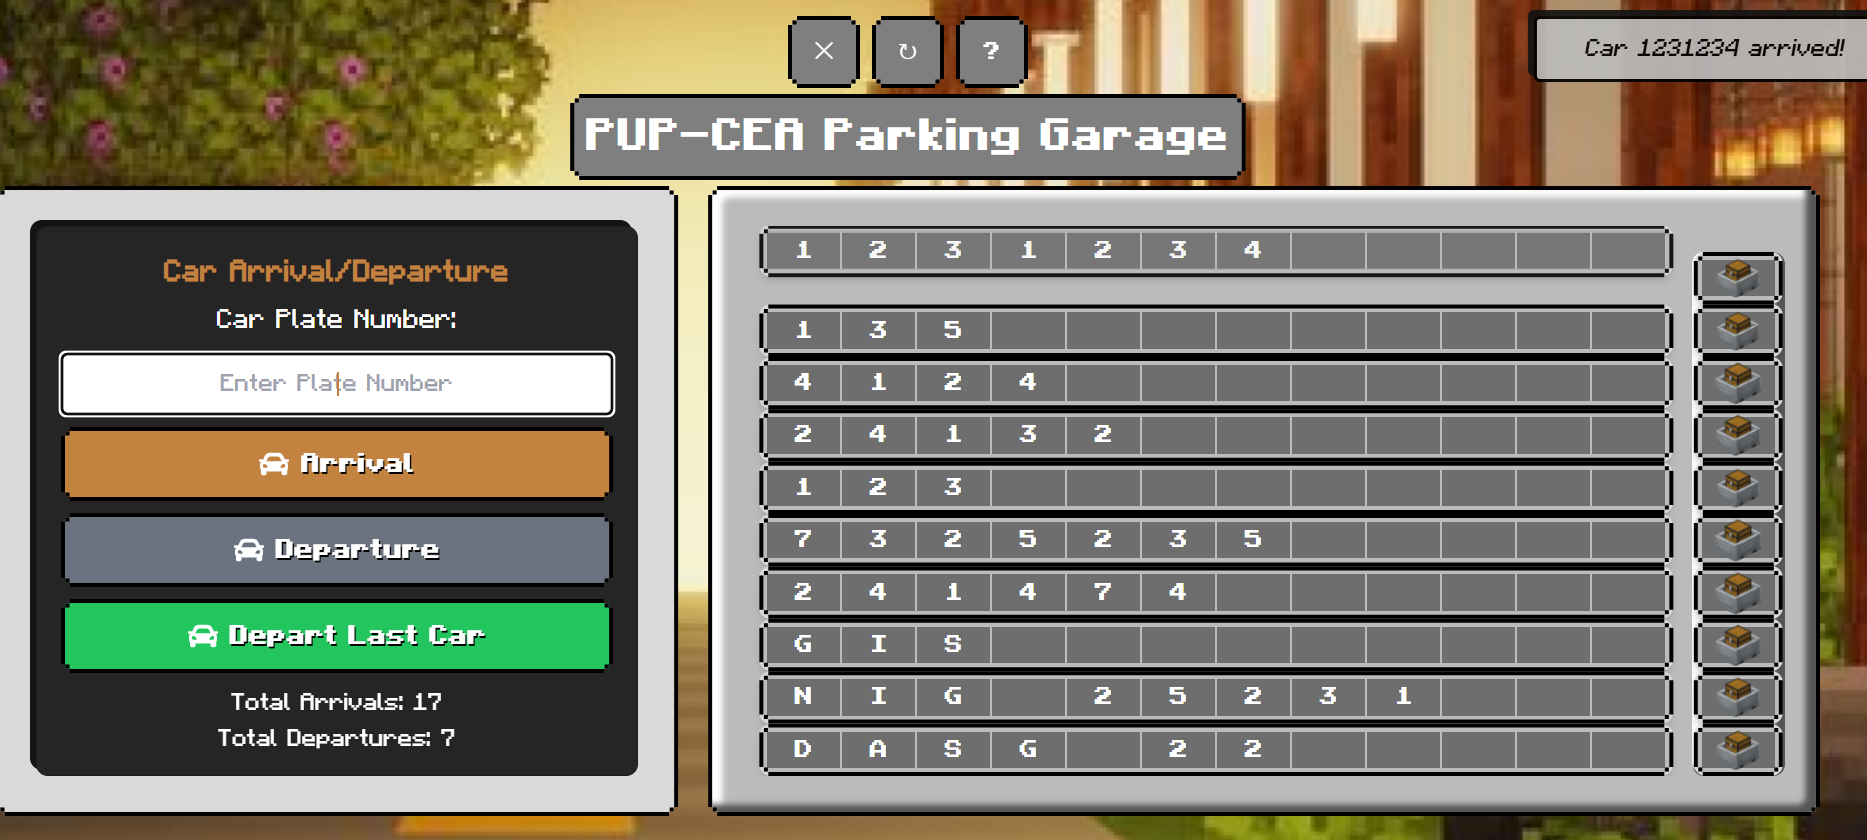 × ↻ ?
Car 1231234 arrived!
PUP-CEA Parking Garage
Car Arrival/Departure
Car Plate Number:
Enter Plate Number
Arrival
Departure
Depart Last Car
Total Arrivals: 17
Total Departures: 7
1 2 3 1 2 3 4
1 3 5
4 1 2 4
2 4 1 3 2
1 2 3
7 3 2 5 2 3 5
2 4 1 4 7 4
G I S
N I G 2 5 2 3 1
D A S G 2 2